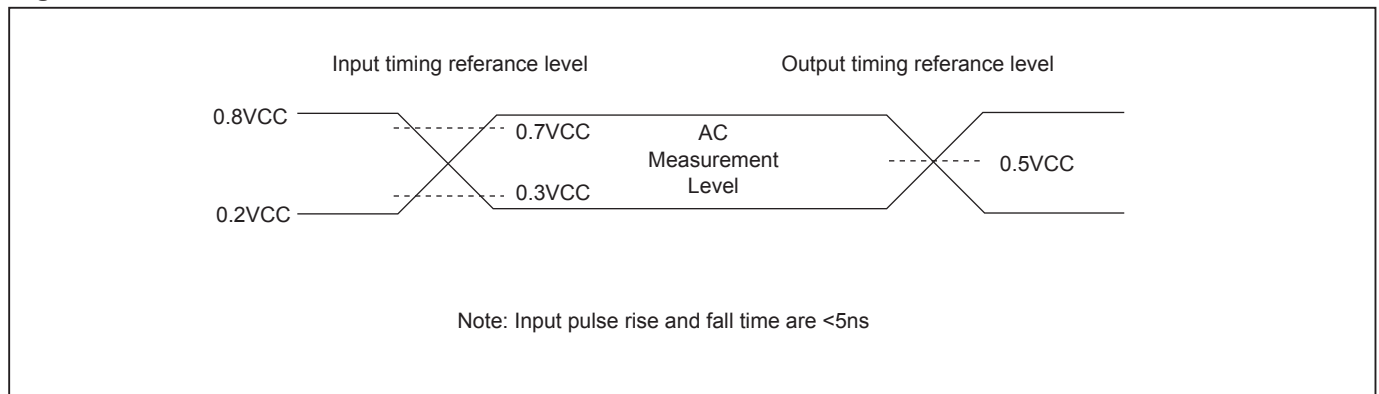 Input timing referance level
Output timing referance level
0.8VCC
0.7VCC
AC
Measurement
Level
0.5VCC
0.3VCC
0.2VCC
Note: Input pulse rise and fall time are <5ns